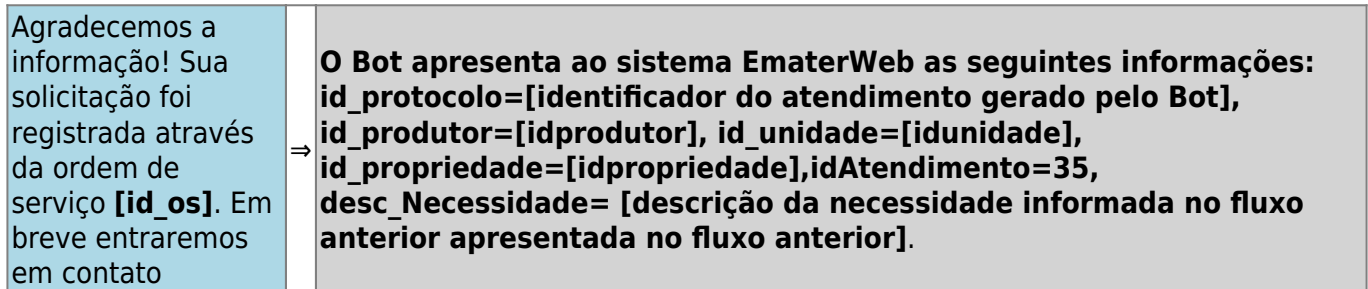 Agradecemos a
informação! Sua
solicitação foi
registrada através
da ordem de
serviço [id_os]. Em
breve entraremos
em contato
⇒
O Bot apresenta ao sistema EmaterWeb as seguintes informações:
id_protocolo=[identificador do atendimento gerado pelo Bot],
id_produtor=[idprodutor], id_unidade=[idunidade],
id_propriedade=[idpropriedade],idAtendimento=35,
desc_Necessidade= [descrição da necessidade informada no fluxo
anterior apresentada no fluxo anterior].